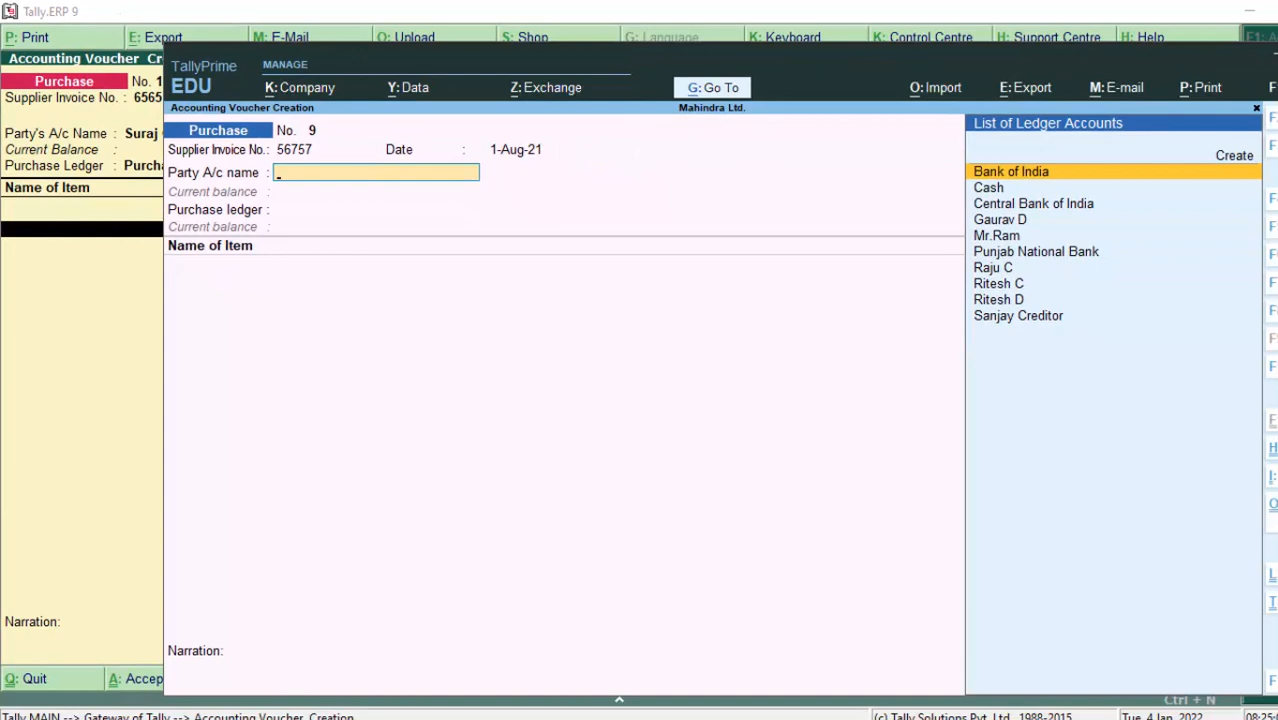 Tally.ERP 9
P: Print E: Export M: E-Mail O: Upload S: Shop G: Language K: Keyboard K: Control Centre H: Support Centre H: Help F1: A
Accounting Voucher Cr
Purchase No. 1
Supplier Invoice No. : 6565
Party's A/c Name : Suraj
Current Balance :
Purchase Ledger : Purcha
Name of Item
Narration:
Q: Quit A: Accep
TallyPrime MANAGE
EDU K: Company Y: Data Z: Exchange G: Go To O: Import E: Export M: E-mail P: Print F
Accounting Voucher Creation Mahindra Ltd. ×
Purchase No. 9
Supplier Invoice No.: 56757 Date : 1-Aug-21
Party A/c name :
Current balance :
Purchase ledger :
Current balance :
Name of Item
Narration:
List of Ledger Accounts
Create
Bank of India
Cash
Central Bank of India
Gaurav D
Mr.Ram
Punjab National Bank
Raju C
Ritesh C
Ritesh D
Sanjay Creditor
Ctrl + N
Tally MAIN --> Gateway of Tally --> Accounting Voucher Creation (c) Tally Solutions Pvt. Ltd., 1988-2015 Tue, 4 Jan, 2022 08:25